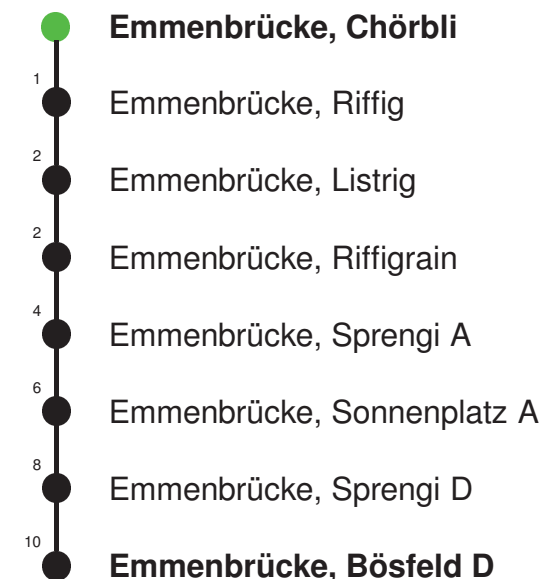 Emmenbrücke, Chörbli
1 Emmenbrücke, Riffig
2 Emmenbrücke, Listrig
2 Emmenbrücke, Riffigrain
4 Emmenbrücke, Sprengi A
6 Emmenbrücke, Sonnenplatz A
8 Emmenbrücke, Sprengi D
10 Emmenbrücke, Bösfeld D